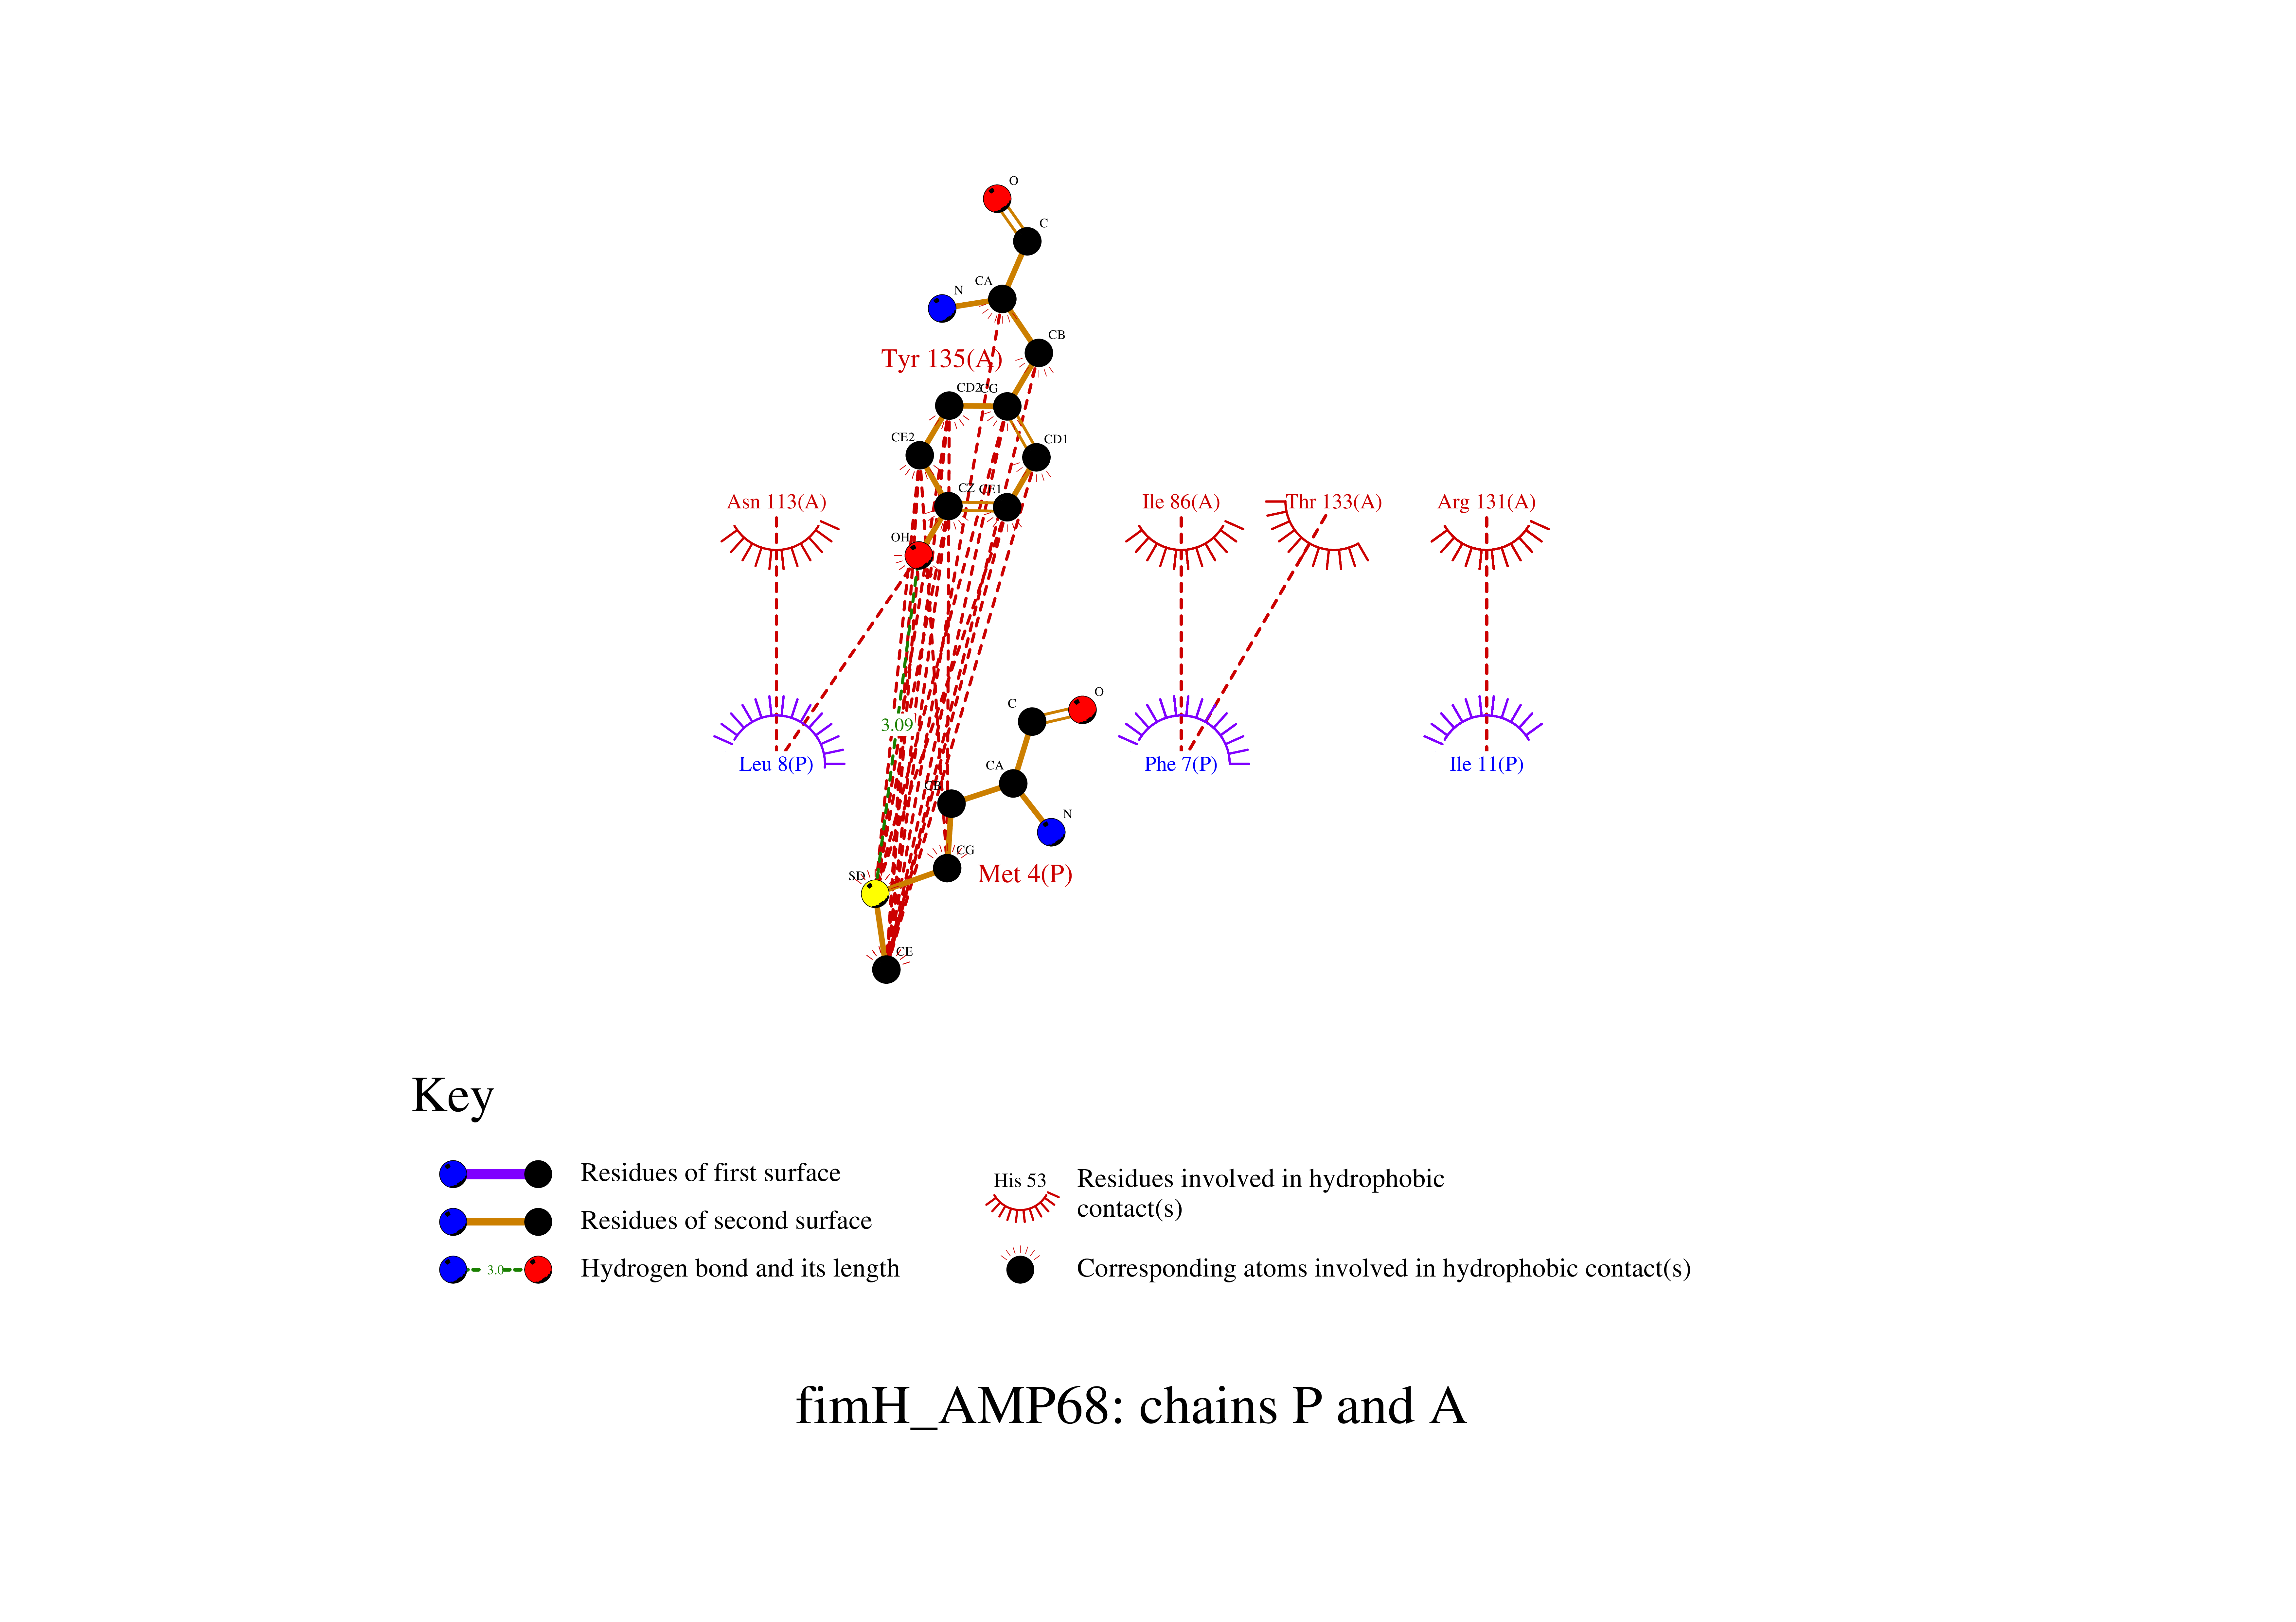 O
C
CA
N
CB
Tyr 135(A)
CD2
CG
CE2
CD1
CZ
CE1
Asn 113(A)
Ile 86(A)
Thr 133(A)
Arg 131(A)
OH
3.09
C
O
Leu 8(P)
CA
Phe 7(P)
Ile 11(P)
CB
N
CG
SD
Met 4(P)
CE
Key
Residues of first surface
His 53
Residues involved in hydrophobic
contact(s)
Residues of second surface
3.0
Hydrogen bond and its length
Corresponding atoms involved in hydrophobic contact(s)
fimH_AMP68: chains P and A